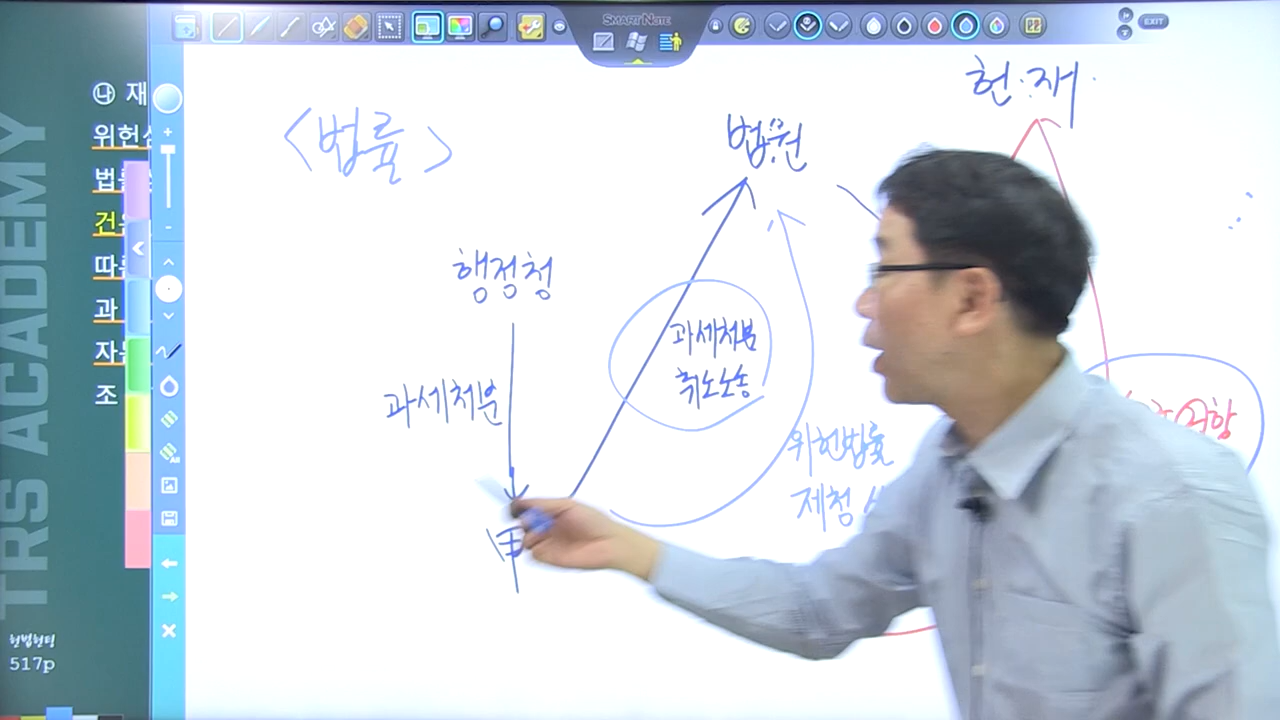 SMART NOTE
EXIT
TRS ACADEMY
㉯ 재
위헌
법률
건
따
과
자
조
헌법헌팅
517p
<법률>
헌·재
법원
행정청
과세처분
과세처분
취소소송
위헌법률
제청
甲